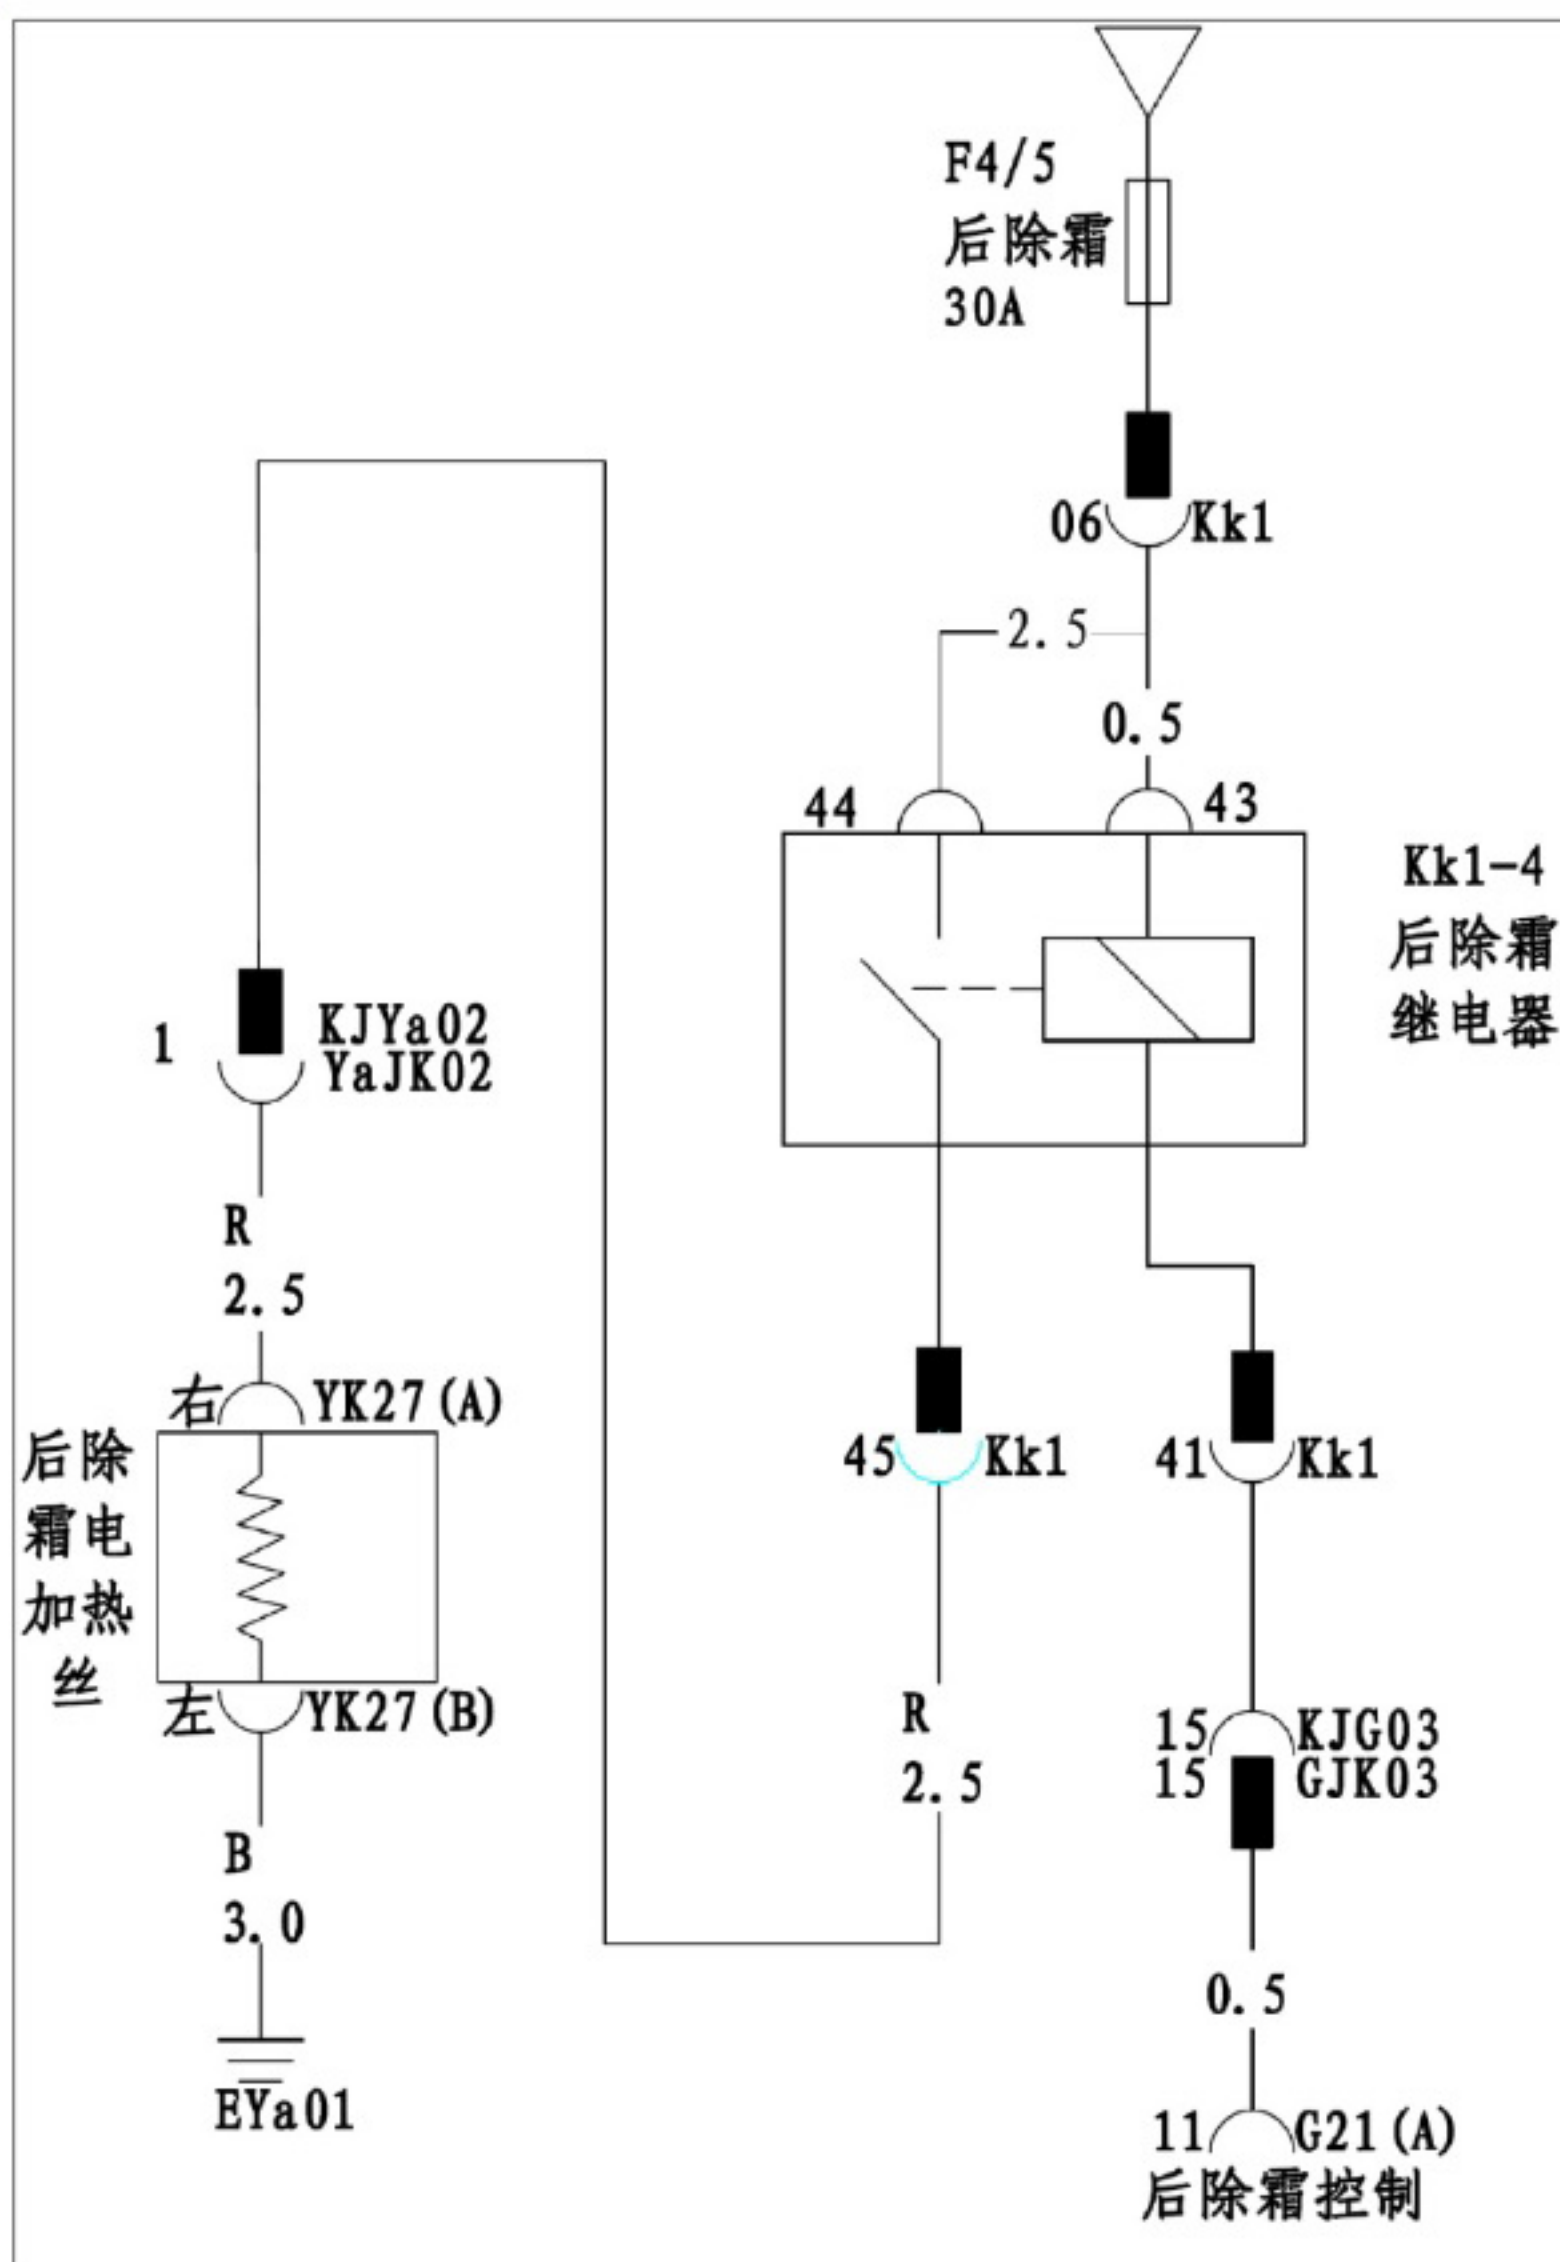 F4/5
后除霜
30A
06 Kk1
2.5
0.5
44
43
Kk1-4
后除霜
继电器
1
KJYa02
YaJK02
R
2.5
右 YK27(A)
后除
霜电
加热
丝
左 YK27(B)
B
3.0
EYa01
45 Kk1
41 Kk1
R
2.5
15 KJG03
15 GJK03
0.5
11 G21(A)
后除霜控制